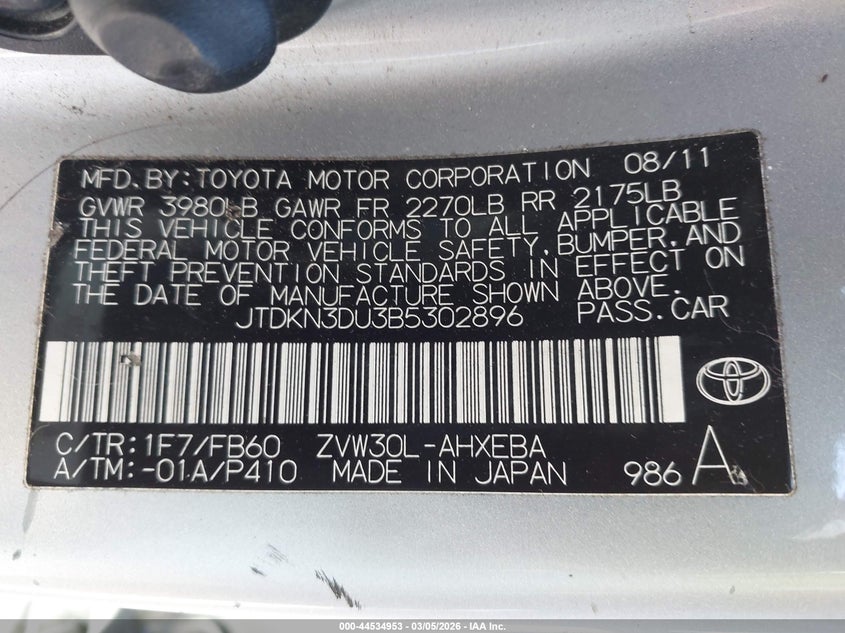 MFD.BY:TOYOTA MOTOR CORPORATION 08/11
GVWR 3980LB GAWR FR 2270LB RR 2175LB
THIS VEHICLE CONFORMS TO ALL APPLICABLE
FEDERAL MOTOR VEHICLE SAFETY,BUMPER,AND
THEFT PREVENTION STANDARDS IN EFFECT ON
THE DATE OF MANUFACTURE SHOWN ABOVE.
JTDKN3DU3B5302896 PASS.CAR
C/TR:1F7/FB60 ZVW30L-AHXEBA
A/TM:-01A/P410 MADE IN JAPAN 986 A
000-44534953 | 03/05/2026 - IAA Inc.